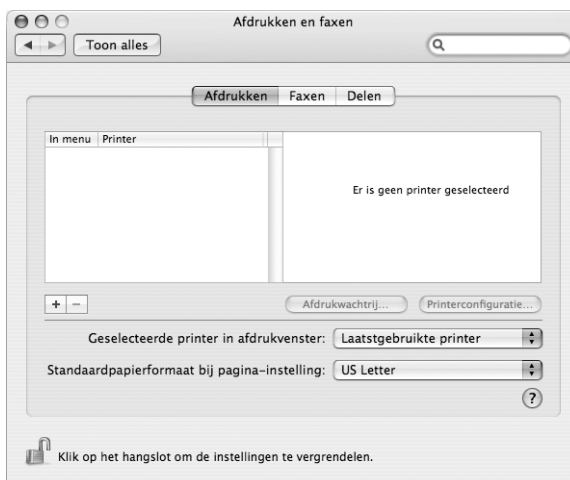 Afdrukken en faxen
Toon alles
Afdrukken Faxen Delen
In menu Printer
Er is geen printer geselecteerd
+ −
Afdrukwachtrij... Printerconfiguratie...
Geselecteerde printer in afdrukvenster: Laatstgebruikte printer
Standaardpapierformaat bij pagina-instelling: US Letter
?
Klik op het hangslot om de instellingen te vergrendelen.